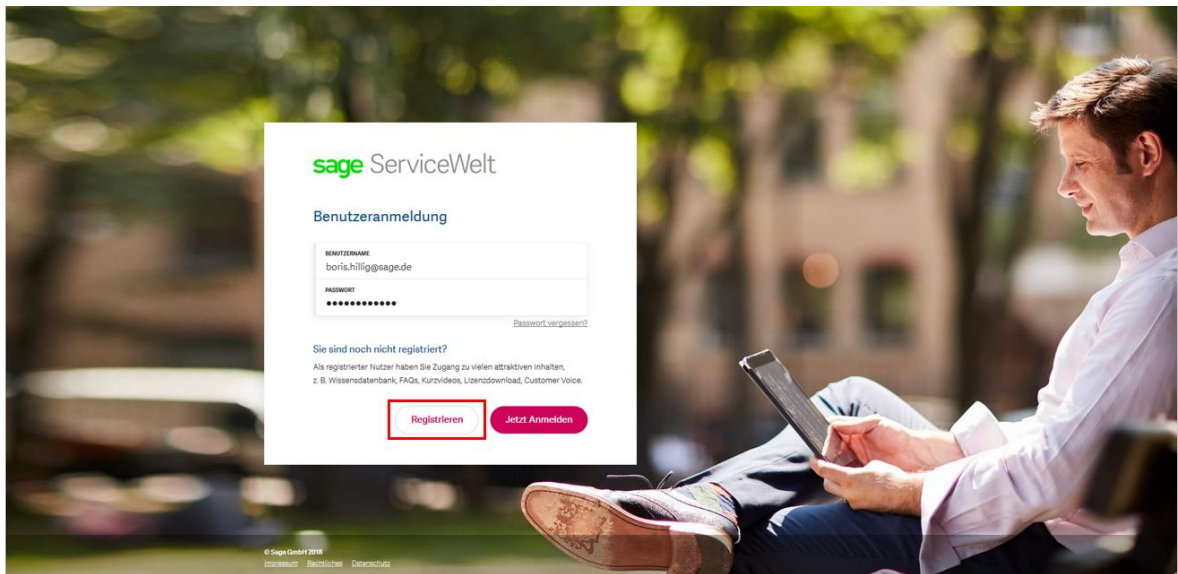 sage ServiceWelt
Benutzeranmeldung
BENUTZERNAME
boris.hillig@sage.de
PASSWORT
Passwort vergessen?
Sie sind noch nicht registriert?
Als registrierter Nutzer haben Sie Zugang zu vielen attraktiven Inhalten,
z. B. Wissensdatenbank, FAQs, Kurzvideos, Lizenzdownload, Customer Voice.
Registrieren Jetzt Anmelden
© Sage GmbH 2018
Impressum Rechtliches Datenschutz